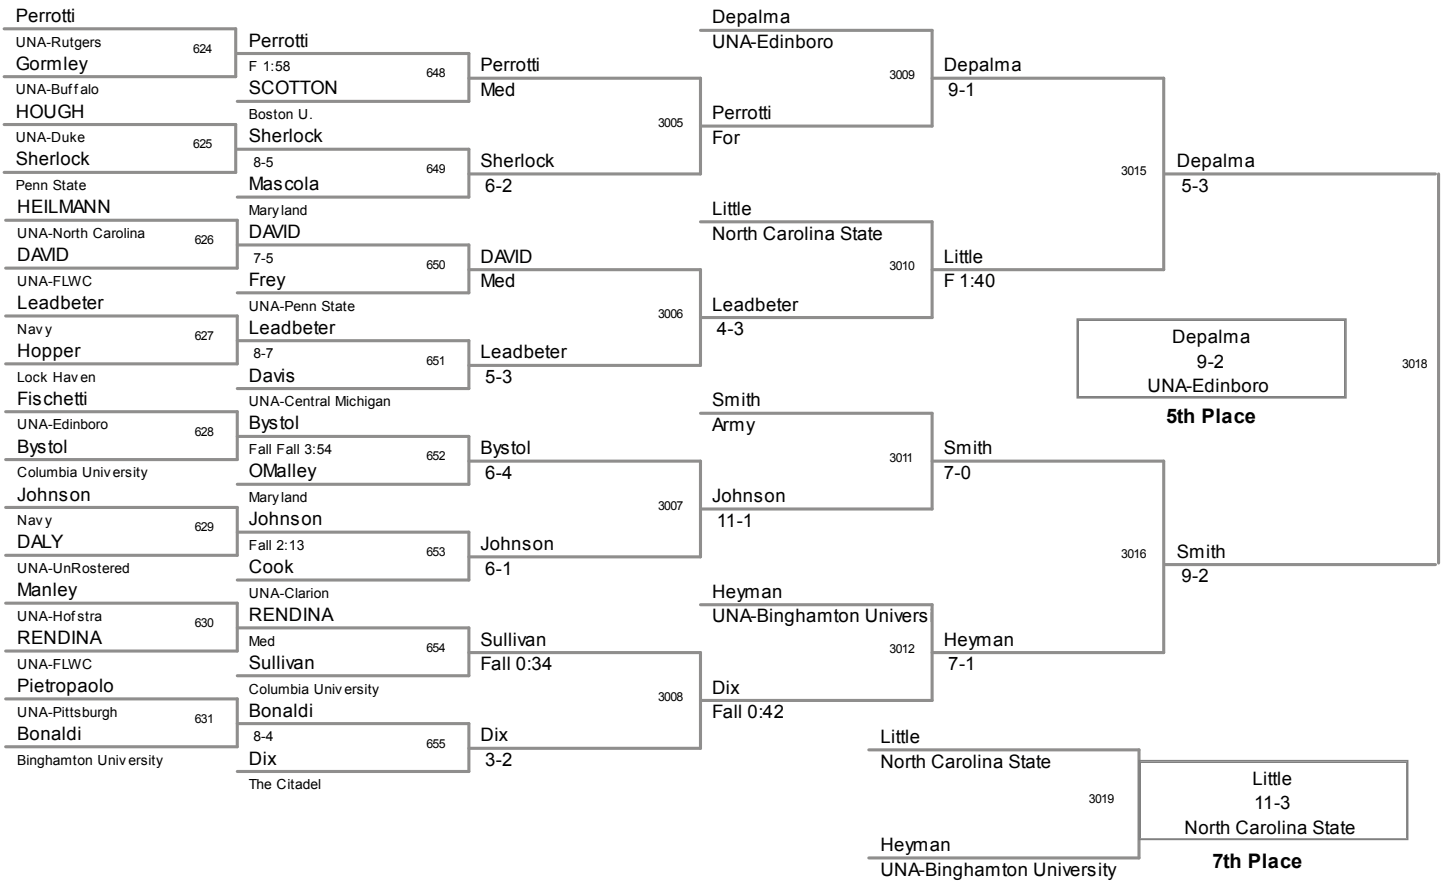 Perrotti
UNA-Rutgers
624
Gormley
UNA-Buffalo
HOUGH
UNA-Duke
625
Sherlock
Penn State
HEILMANN
UNA-North Carolina
626
DAVID
UNA-FLWC
Leadbeter
Navy
627
Hopper
Lock Haven
Fischetti
UNA-Edinboro
628
Bystol
Columbia University
Johnson
Navy
629
DALY
UNA-UnRostered
Manley
UNA-Hofstra
630
RENDINA
UNA-FLWC
Pietropaolo
UNA-Pittsburgh
631
Bonaldi
Binghamton University
Perrotti
F 1:58
648
SCOTTON
Boston U.
Sherlock
8-5
649
Mascola
Maryland
DAVID
7-5
650
Frey
UNA-Penn State
Leadbeter
8-7
651
Davis
UNA-Central Michigan
Bystol
Fall Fall 3:54
652
OMalley
Maryland
Johnson
Fall 2:13
653
Cook
UNA-Clarion
RENDINA
Med
654
Sullivan
Columbia University
Bonaldi
8-4
655
Dix
The Citadel
Perrotti
Med
3005
Sherlock
6-2
DAVID
Med
3006
Leadbeter
5-3
Bystol
6-4
3007
Johnson
6-1
Sullivan
Fall 0:34
3008
Dix
3-2
Depalma
UNA-Edinboro
3009
Perrotti
For
Little
North Carolina State
3010
Leadbeter
4-3
Smith
Army
3011
Johnson
11-1
Heyman
UNA-Binghamton Univers
3012
Dix
Fall 0:42
Depalma
9-1
3015
Little
F 1:40
Smith
7-0
3016
Heyman
7-1
Depalma
5-3
3018
Smith
9-2
Depalma
9-2
UNA-Edinboro
5th Place
Little
North Carolina State
3019
Heyman
UNA-Binghamton University
Little
11-3
North Carolina State
7th Place